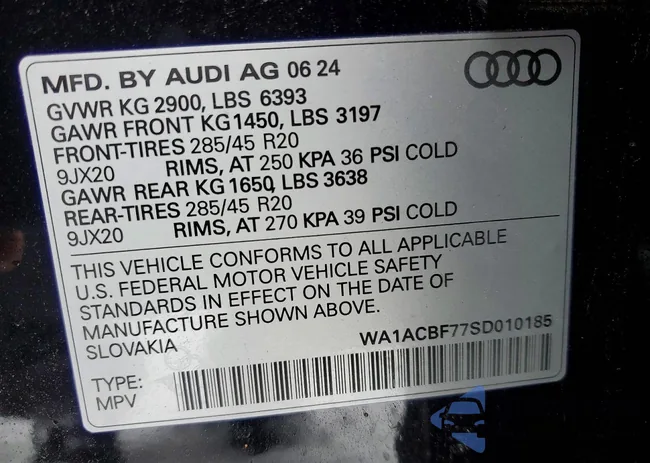 MFD. BY AUDI AG 06 24
GVWR KG 2900, LBS 6393
GAWR FRONT KG1450, LBS 3197
FRONT-TIRES 285/45 R20
9JX20 RIMS, AT 250 KPA 36 PSI COLD
GAWR REAR KG 1650, LBS 3638
REAR-TIRES 285/45 R20
9JX20 RIMS, AT 270 KPA 39 PSI COLD
THIS VEHICLE CONFORMS TO ALL APPLICABLE
U.S. FEDERAL MOTOR VEHICLE SAFETY
STANDARDS IN EFFECT ON THE DATE OF
MANUFACTURE SHOWN ABOVE.
SLOVAKIA
WA1ACBF77SD010185
TYPE:
MPV